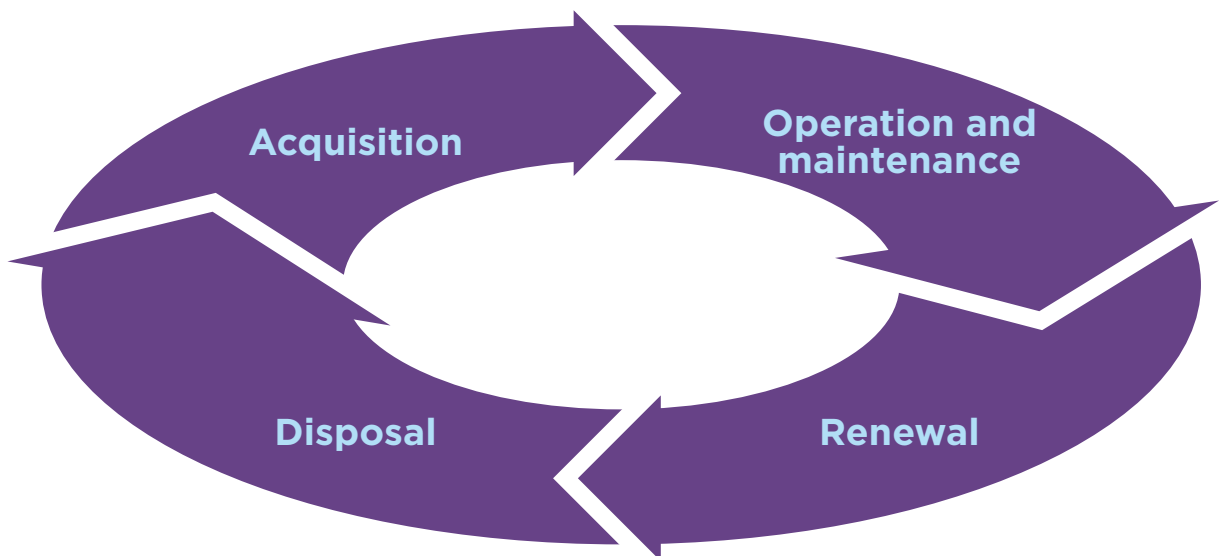 Acquisition
Operation and
maintenance
Disposal
Renewal